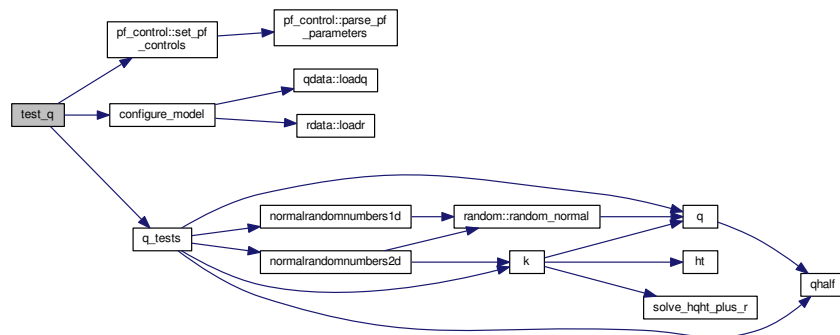 pf_control::set_pf
_controls
pf_control::parse_pf
_parameters
test_q
configure_model
qdata::loadq
rdata::loadr
q_tests
normalrandomnumbers1d
random::random_normal
q
normalrandomnumbers2d
k
ht
qhalf
solve_hqht_plus_r